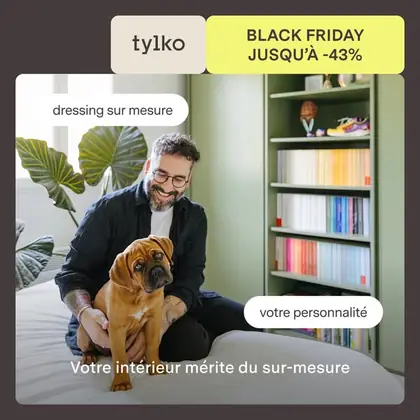 tylko
BLACK FRIDAY
JUSQU'À -43%
dressing sur mesure
votre personnalité
Votre intérieur mérite du sur-mesure